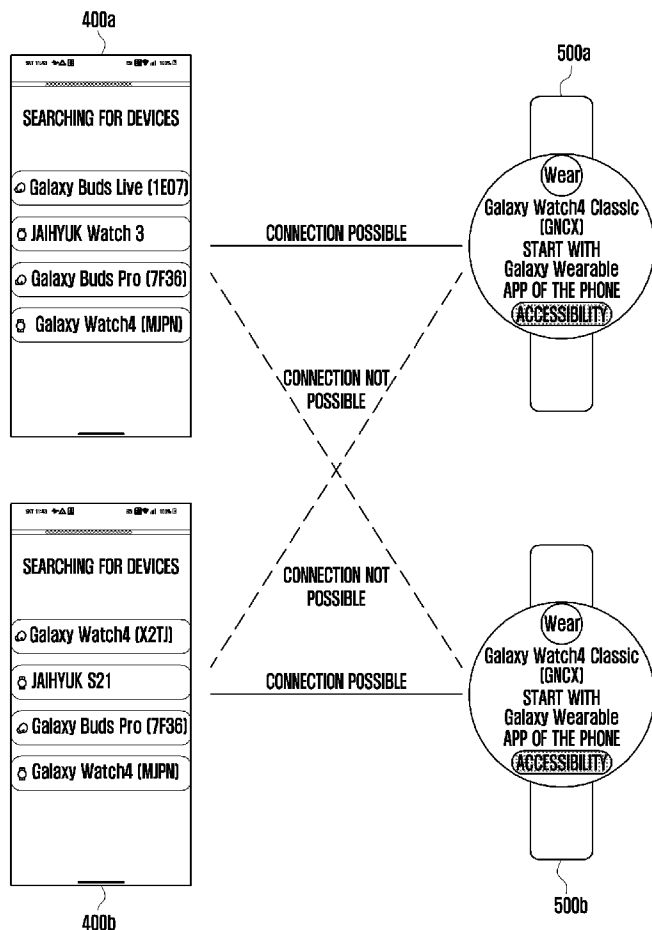 400a
500a
SEARCHING FOR DEVICES
Galaxy Buds Live (1E07)
JAIHYUK Watch 3
Galaxy Buds Pro (7F36)
Galaxy Watch4 (MJPN)
CONNECTION POSSIBLE
Wear
Galaxy Watch4 Classic
(GNCX)
START WITH
Galaxy Wearable
APP OF THE PHONE
ACCESSIBILITY
CONNECTION NOT
POSSIBLE
SEARCHING FOR DEVICES
Galaxy Watch4 (X2TJ)
JAIHYUK S21
Galaxy Buds Pro (7F36)
Galaxy Watch4 (MJPN)
CONNECTION NOT
POSSIBLE
CONNECTION POSSIBLE
Wear
Galaxy Watch4 Classic
(GNCX)
START WITH
Galaxy Wearable
APP OF THE PHONE
ACCESSIBILITY
400b
500b